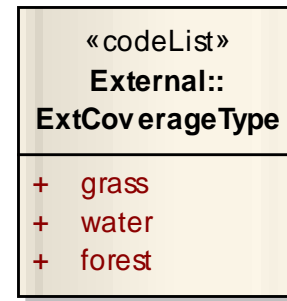 «codeList»
External::
ExtCoverageType
+ grass
+ water
+ forest